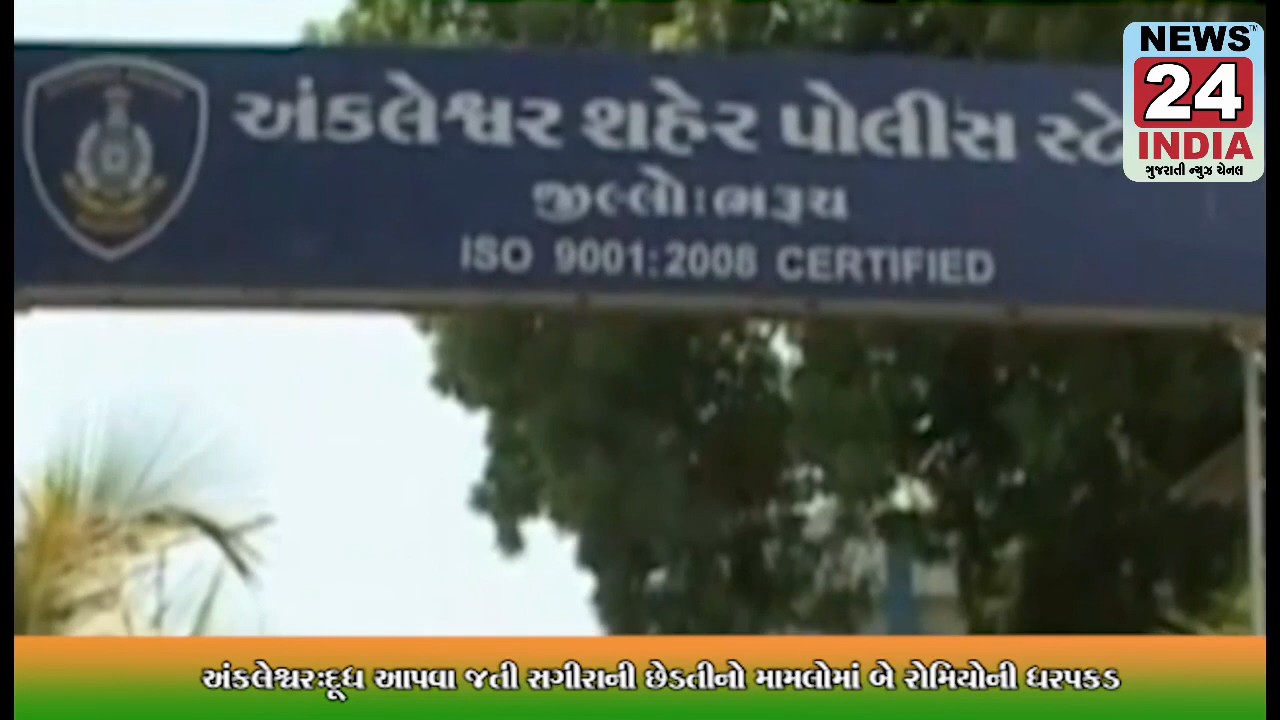 અંકલેશ્વર શહેર પોલીસ સ્ટે
જીલ્લો:ભરૂચ
ISO 9001:2008 CERTIFIED
NEWS
24
INDIA
ગુજરાતી ન્યુઝ ચેનલ
અંકલેશ્વર:દૂધ આપવા જતી સગીરાની છેડતીનો મામલોમાં બે રોમિયોની ધરપકડ